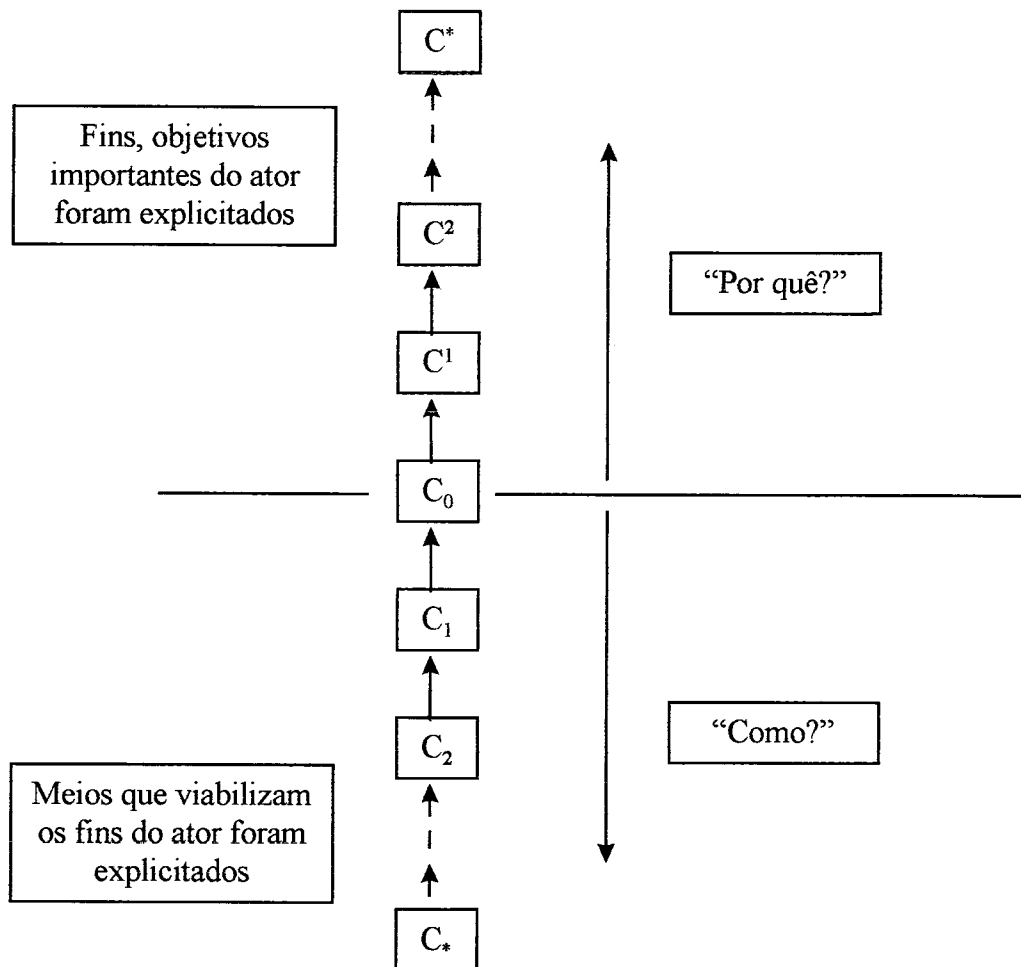 C*
Fins, objetivos
importantes do ator
foram explicitados
C²
“Por quê?”
C¹
C₀
C₁
“Como?”
C₂
Meios que viabilizam
os fins do ator foram
explicitados
C*